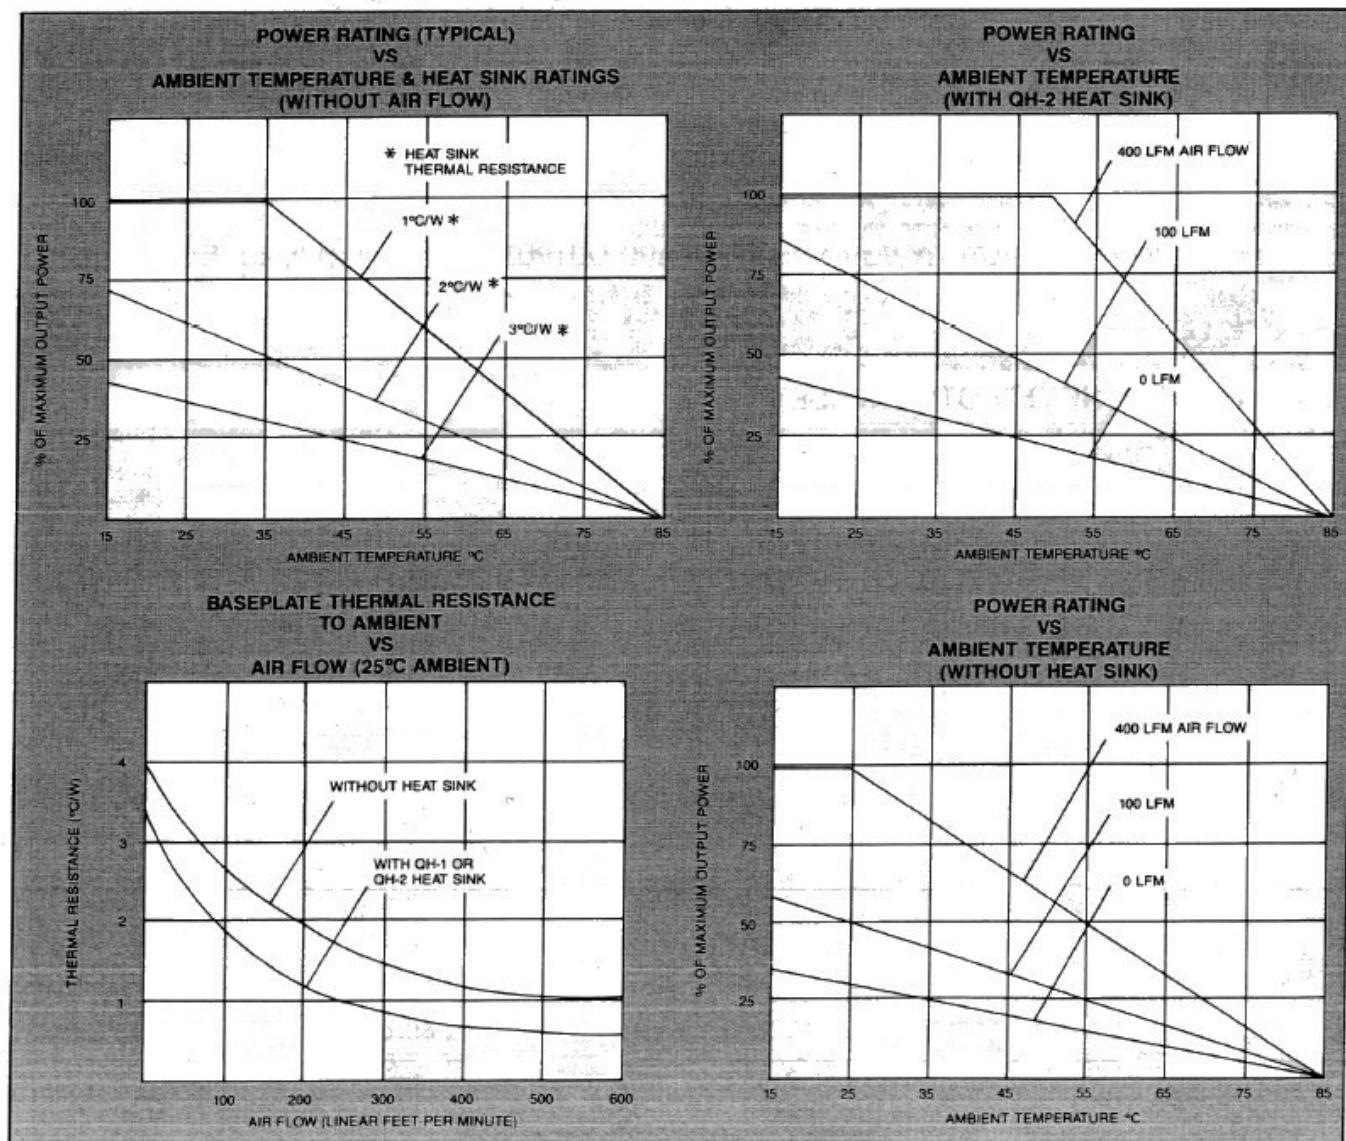 POWER RATING (TYPICAL)
VS
AMBIENT TEMPERATURE & HEAT SINK RATINGS
(WITHOUT AIR FLOW)
* HEAT SINK
THERMAL RESISTANCE
1°C/W *
2°C/W *
3°C/W *
% OF MAXIMUM OUTPUT POWER
100
75
50
25
15 25 35 45 55 65 75 85
AMBIENT TEMPERATURE °C
POWER RATING
VS
AMBIENT TEMPERATURE
(WITH QH-2 HEAT SINK)
400 LFM AIR FLOW
100 LFM
0 LFM
% OF MAXIMUM OUTPUT POWER
100
75
50
25
15 25 35 45 55 65 75 85
AMBIENT TEMPERATURE °C
BASEPLATE THERMAL RESISTANCE
TO AMBIENT
VS
AIR FLOW (25°C AMBIENT)
WITHOUT HEAT SINK
WITH QH-1 OR
QH-2 HEAT SINK
THERMAL RESISTANCE (°C/W)
4
3
2
1
100 200 300 400 500 600
AIR FLOW (LINEAR FEET PER MINUTE)
POWER RATING
VS
AMBIENT TEMPERATURE
(WITHOUT HEAT SINK)
400 LFM AIR FLOW
100 LFM
0 LFM
% OF MAXIMUM OUTPUT POWER
100
75
50
25
15 25 35 45 55 65 75 85
AMBIENT TEMPERATURE °C